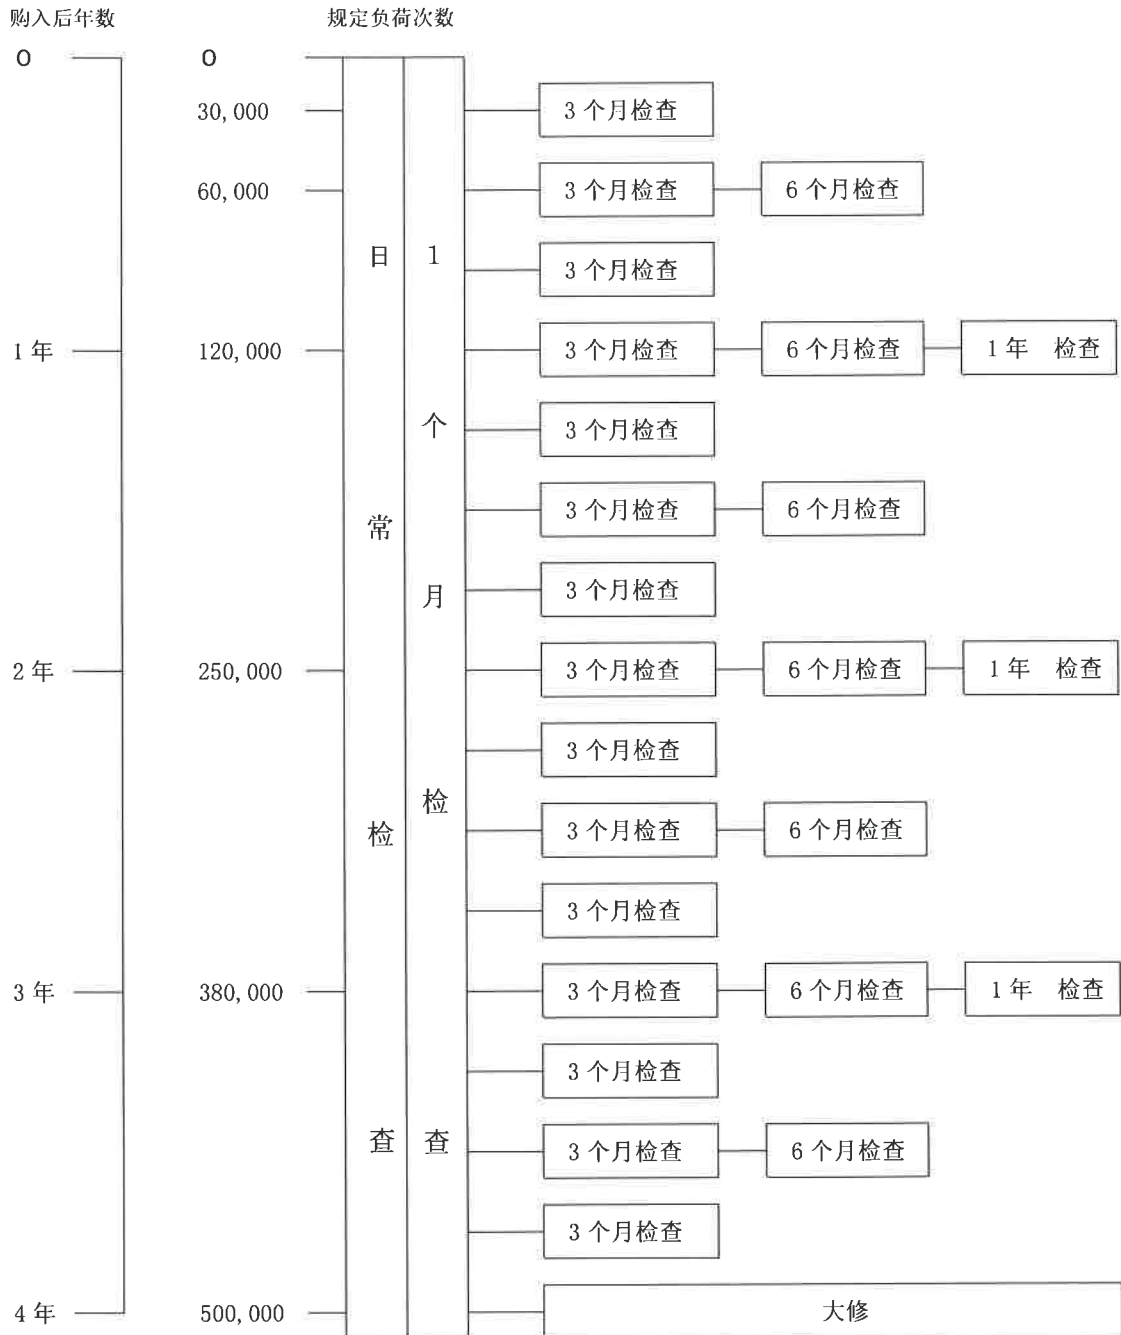 购入后年数 规定负荷次数
0 0
30,000 3个月检查
60,000 3个月检查 6个月检查
3个月检查
1年 120,000 3个月检查 6个月检查 1年 检查
3个月检查
3个月检查 6个月检查
3个月检查
2年 250,000 3个月检查 6个月检查 1年 检查
3个月检查
3个月检查 6个月检查
3个月检查
3年 380,000 3个月检查 6个月检查 1年 检查
3个月检查
3个月检查 6个月检查
3个月检查
4年 500,000 大修
日常检查
1个月检查